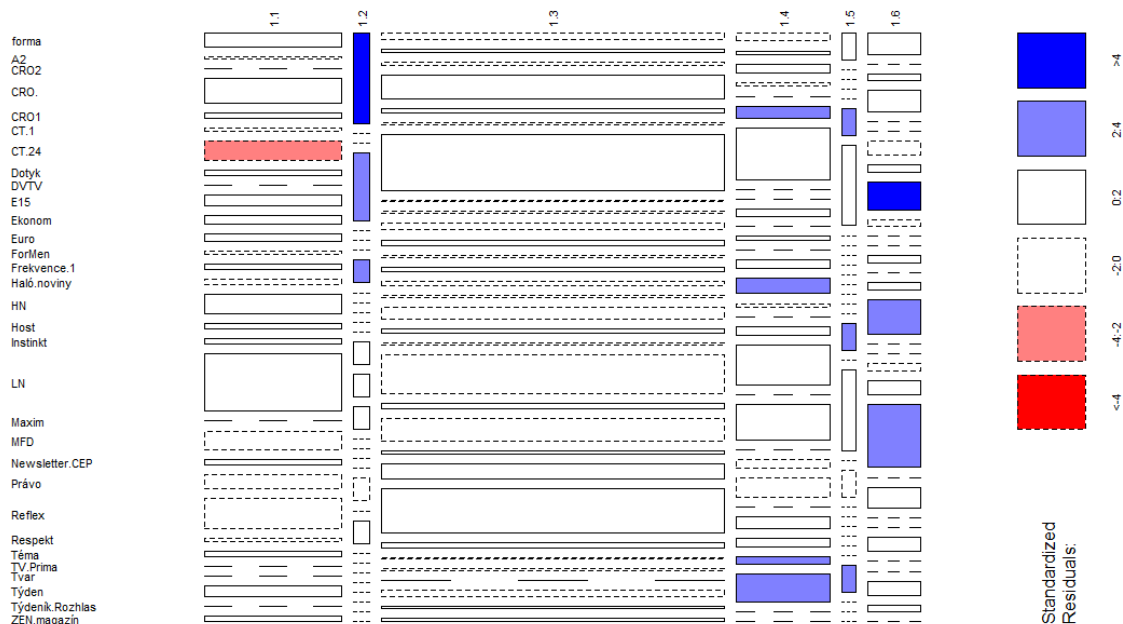 1.1
1.2
1.3
1.4
1.5
1.6
forma
A2
CRO2
CRO.
CRO1
CT.1
CT.24
Dotyk
DVTV
E15
Ekonom
Euro
ForMen
Frekvence.1
Haló.noviny
HN
Host
Instinkt
LN
Maxim
MFD
Newsletter.CEP
Právo
Reflex
Respekt
Téma
TV.Prima
Tvar
Týden
Týdeník.Rozhlas
ZEN.magazín
>4
2:4
0:2
-2:0
-4:-2
<-4
Standardized
Residuals: